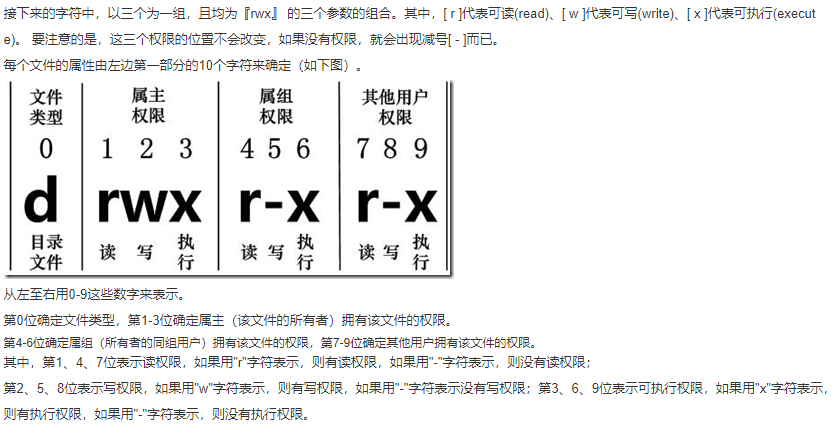 接下来的字符中，以三个为一组，且均为『rwx』 的三个参数的组合。其中，[ r ]代表可读(read)、[ w ]代表可写(write)、[ x ]代表可执行(execut
e)。 要注意的是，这三个权限的位置不会改变，如果没有权限，就会出现减号[ - ]而已。
每个文件的属性由左边第一部分的10个字符来确定（如下图）。
文件 属主 属组 其他用户
类型 权限 权限 权限
0 1 2 3 4 5 6 7 8 9
d rwx r-x r-x
目录 读 写 执 读 写 执 读 写 执
文件 行 行 行
从左至右用0-9这些数字来表示。
第0位确定文件类型，第1-3位确定属主（该文件的所有者）拥有该文件的权限。
第4-6位确定属组（所有者的同组用户）拥有该文件的权限，第7-9位确定其他用户拥有该文件的权限。
其中，第1、4、7位表示读权限，如果用"r"字符表示，则有读权限，如果用"-"字符表示，则没有读权限；
第2、5、8位表示写权限，如果用"w"字符表示，则有写权限，如果用"-"字符表示没有写权限；第3、6、9位表示可执行权限，如果用"x"字符表示，
则有执行权限，如果用"-"字符表示，则没有执行权限。